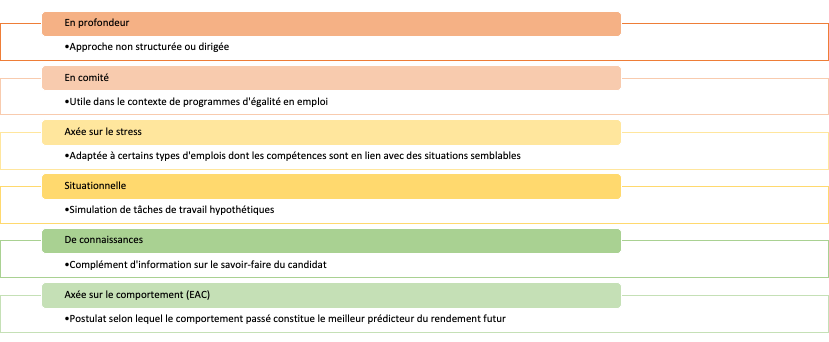 En profondeur
•Approche non structurée ou dirigée
En comité
•Utile dans le contexte de programmes d'égalité en emploi
Axée sur le stress
•Adaptée à certains types d'emplois dont les compétences sont en lien avec des situations semblables
Situationnelle
•Simulation de tâches de travail hypothétiques
De connaissances
•Complément d'information sur le savoir-faire du candidat
Axée sur le comportement (EAC)
•Postulat selon lequel le comportement passé constitue le meilleur prédicteur du rendement futur